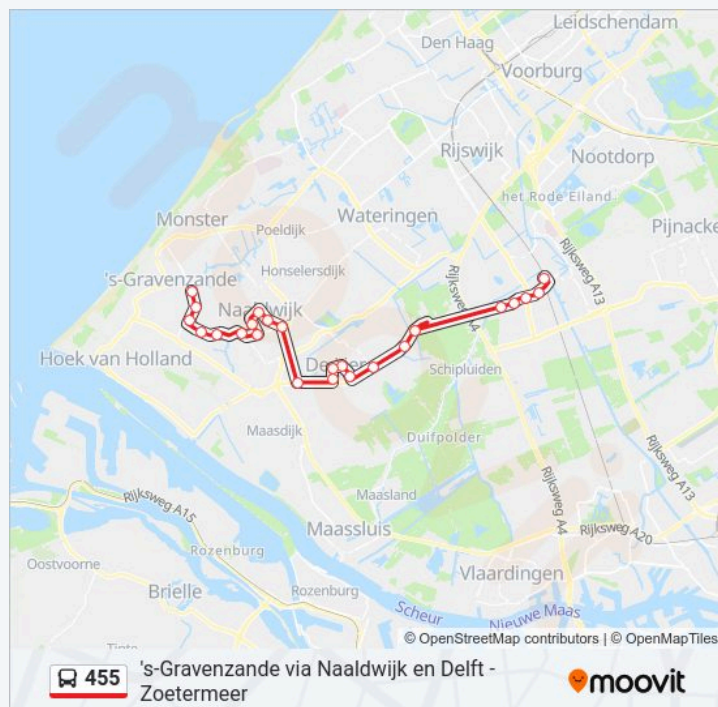 Leidschendam
Den Haag
Voorburg
Rijswijk
Nootdorp
het Rode Eiland
Monster
Wateringen
Pijnacke
Poeldijk
's-Gravenzande
Honselersdijk
Rijksweg A4
Rijksweg A13
Naaldwijk
Hoek van Holland
Schipluiden
Maasdijk
Duifpolder
Maasland
Rijksweg A13
Rijksweg A15
Rijksweg A4
Maassluis
Rijksweg A20
Rozenburg
Oostvoorne
Vlaardingen
Brielle
Rozenburg
Scheur
Nieuwe Maas
© OpenStreetMap contributors | © OpenMapTiles
455
's-Gravenzande via Naaldwijk en Delft -
Zoetermeer
moovit